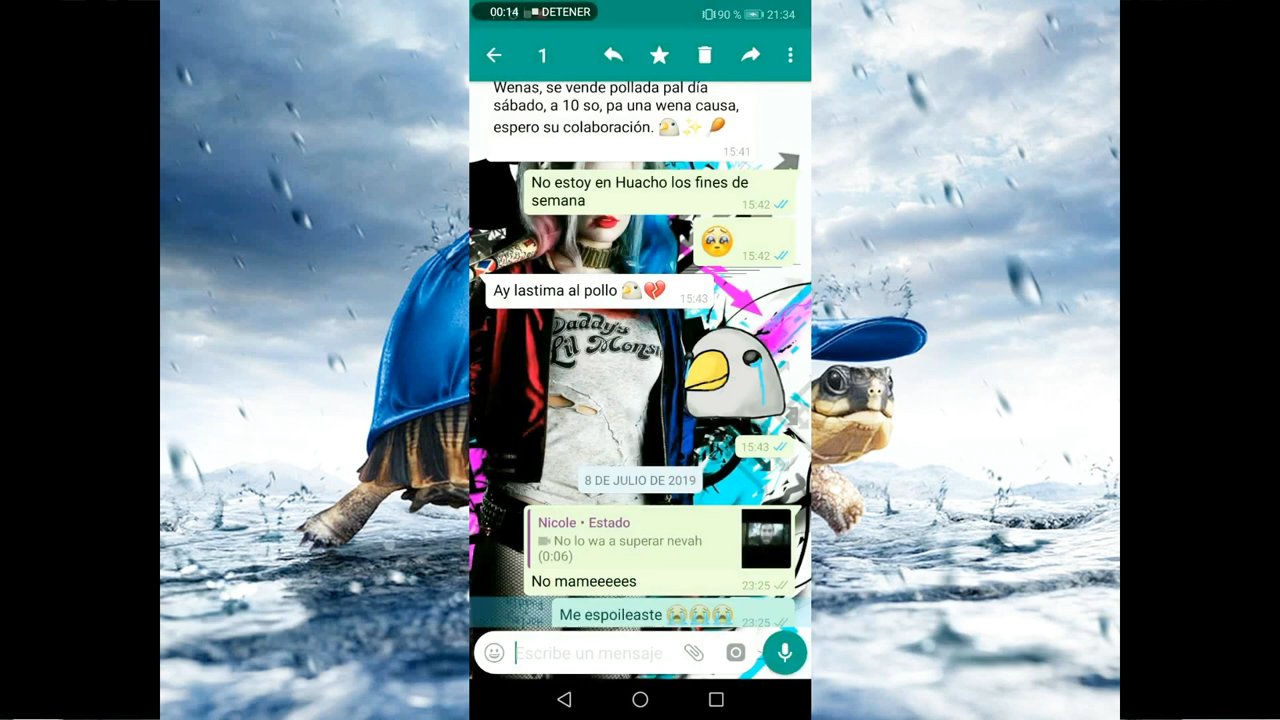 00:14 DETENER 90 % 21:34
1
Wenas, se vende pollada pal día
sábado, a 10 so, pa una wena causa,
espero su colaboración. 🐔✨🍗
15:41
No estoy en Huacho los fines de
semana
15:42
🥺
15:42
Ay lastima al pollo 🐔💔
15:43
Daddy's
Lil Monst
15:43
8 DE JULIO DE 2019
Nicole • Estado
No lo wa a superar nevah
(0:06)
No mameeeees
23:25
Me espoileaste 😭😭😭
23:25
Escribe un mensaje